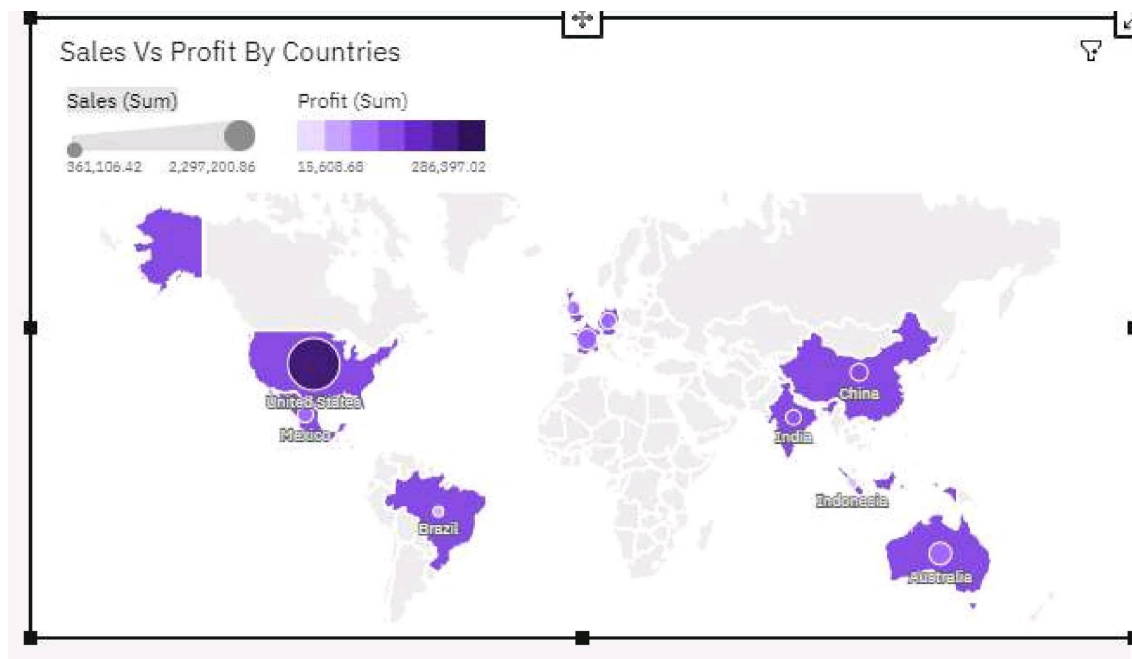 Sales Vs Profit By Countries
Sales (Sum)
361,106.42 2,297,200.86
Profit (Sum)
15,608.68 286,397.02
United States
Mexico
Brazil
China
India
Indonesia
Australia